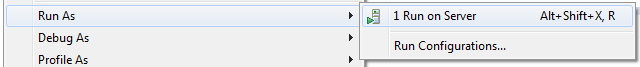 Run As
1 Run on Server Alt+Shift+X, R
Debug As
Run Configurations...
Profile As